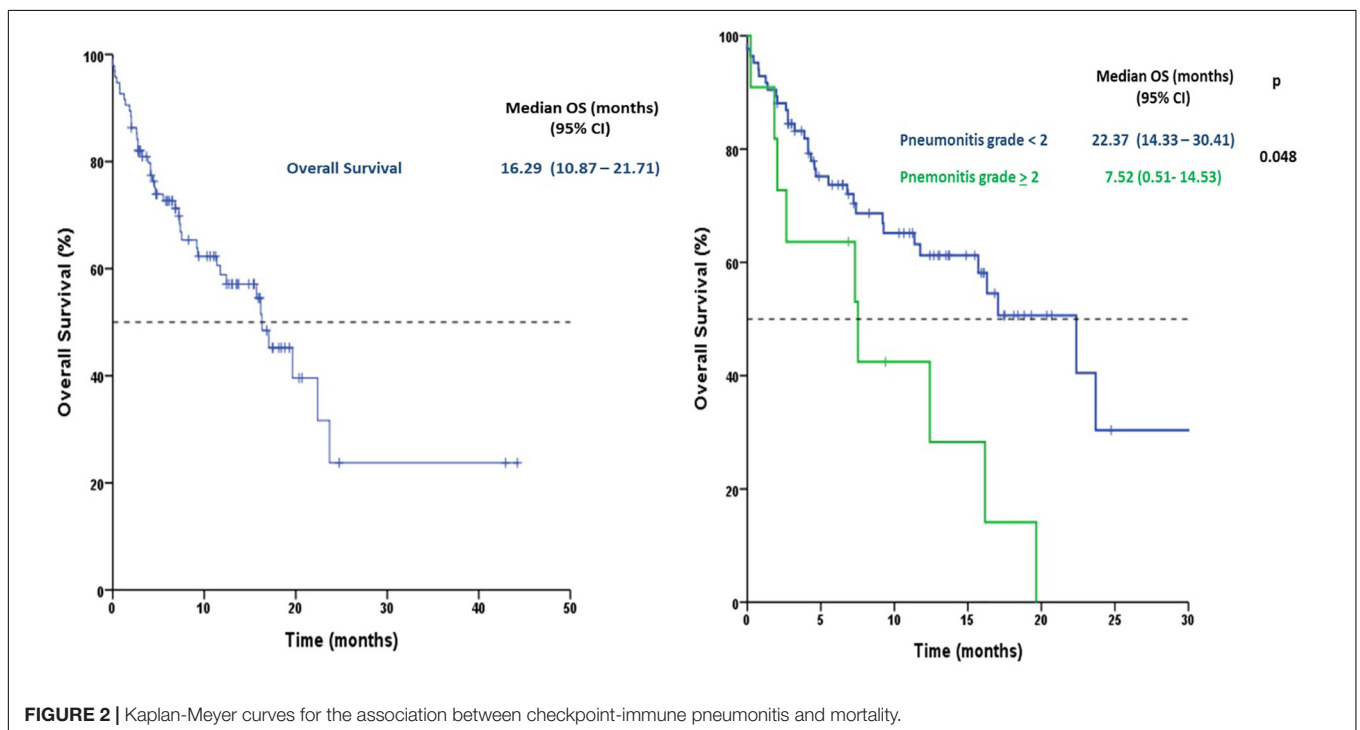 Overall Survival (%)
100
80
60
40
20
0
0 10 20 30 40 50
Time (months)
Median OS (months)
(95% CI)
Overall Survival 16.29 (10.87 – 21.71)
Overall Survival (%)
100
80
60
40
20
0
0 5 10 15 20 25 30
Time (months)
Median OS (months) p
(95% CI)
Pneumonitis grade < 2 22.37 (14.33 – 30.41)
0.048
Pnemonitis grade ≥ 2 7.52 (0.51- 14.53)
FIGURE 2 | Kaplan-Meyer curves for the association between checkpoint-immune pneumonitis and mortality.